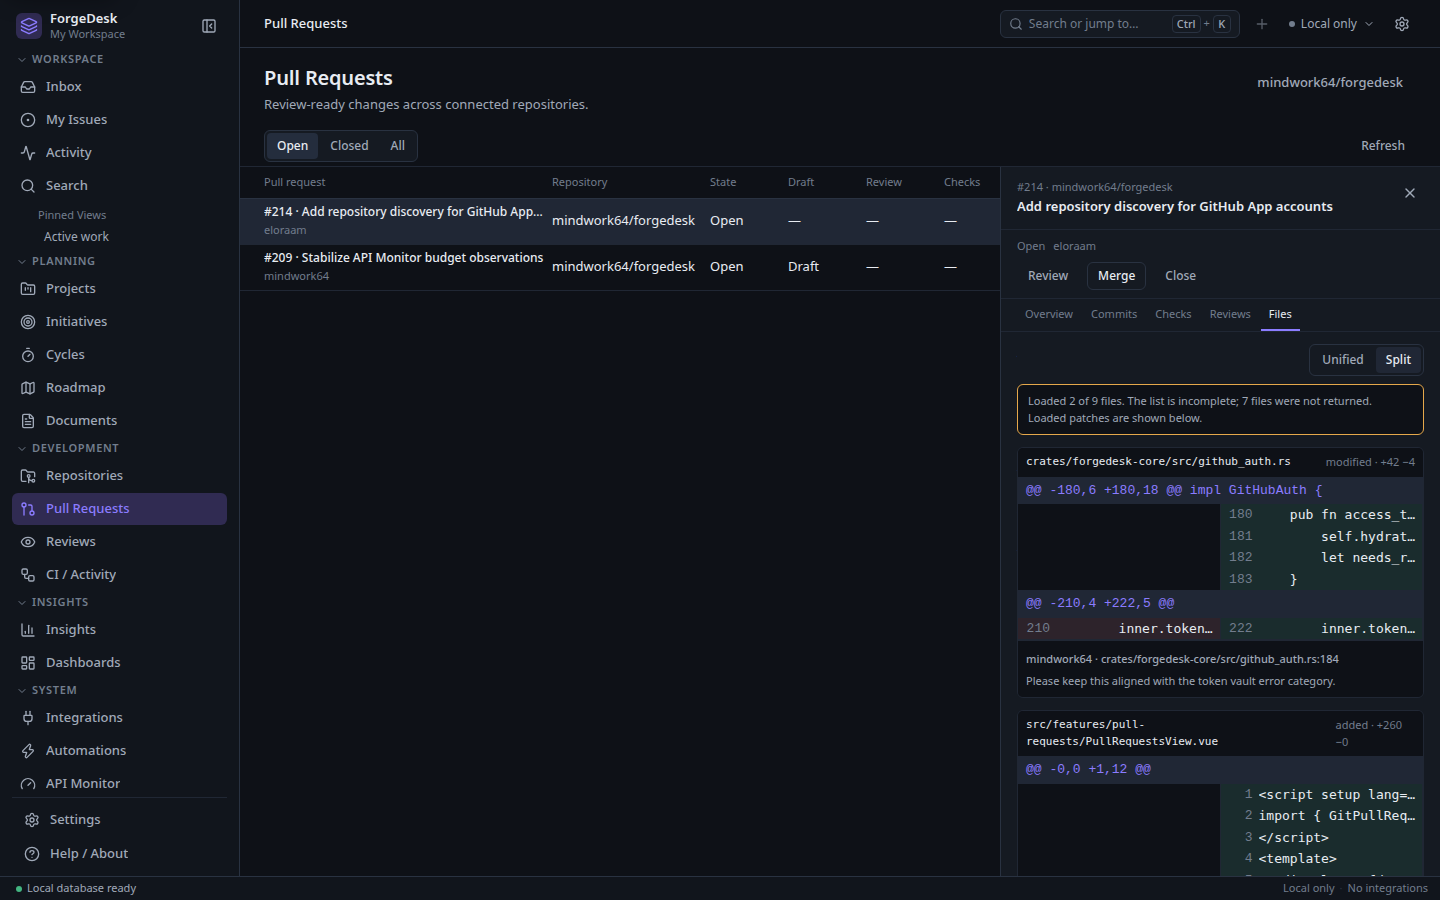 ForgeDesk
My Workspace
WORKSPACE
Inbox
My Issues
Activity
Search
Pinned Views
Active work
PLANNING
Projects
Initiatives
Cycles
Roadmap
Documents
DEVELOPMENT
Repositories
Pull Requests
Reviews
CI / Activity
INSIGHTS
Insights
Dashboards
SYSTEM
Integrations
Automations
API Monitor
Settings
Help / About
Pull Requests
Search or jump to... Ctrl + K
Local only
Pull Requests
Review-ready changes across connected repositories.
mindwork64/forgedesk
Open Closed All
Refresh
Pull request Repository State Draft Review Checks
#214 · Add repository discovery for GitHub App… mindwork64/forgedesk Open — — —
eloraam
#209 · Stabilize API Monitor budget observations mindwork64/forgedesk Open Draft — —
mindwork64
#214 · mindwork64/forgedesk
Add repository discovery for GitHub App accounts
Open eloraam
Review Merge Close
Overview Commits Checks Reviews Files
Unified Split
Loaded 2 of 9 files. The list is incomplete; 7 files were not returned.
Loaded patches are shown below.
crates/forgedesk-core/src/github_auth.rs modified · +42 −4
@@ -180,6 +180,18 @@ impl GitHubAuth {
180 pub fn access_t…
181 self.hydrat…
182 let needs_r…
183 }
@@ -210,4 +222,5 @@
210 inner.token… 222 inner.token…
mindwork64 · crates/forgedesk-core/src/github_auth.rs:184
Please keep this aligned with the token vault error category.
src/features/pull-
requests/PullRequestsView.vue
added · +260
−0
@@ -0,0 +1,12 @@
1 <script setup lang=…
2 import { GitPullReq…
3 </script>
4 <template>
Local database ready
Local only · No integrations